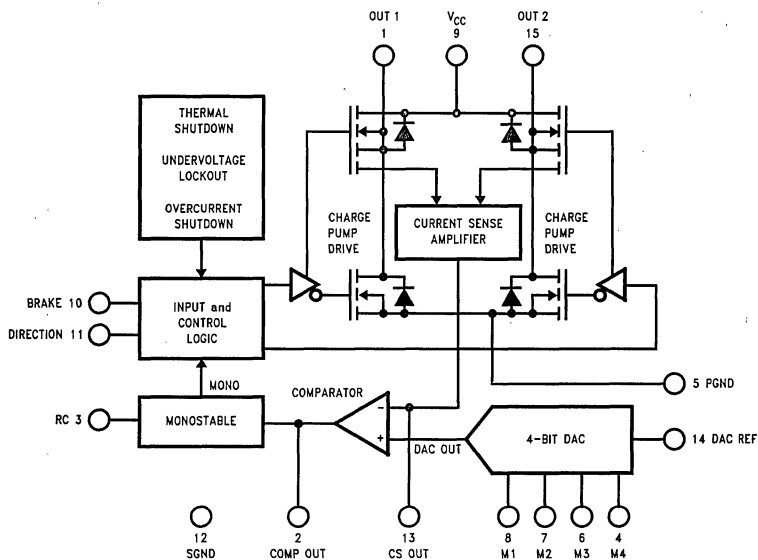 OUT 1
1
VCC
9
OUT 2
15
THERMAL
SHUTDOWN
UNDERVOLTAGE
LOCKOUT
OVERCURRENT
SHUTDOWN
CHARGE
PUMP
DRIVE
CURRENT SENSE
AMPLIFIER
CHARGE
PUMP
DRIVE
BRAKE 10
DIRECTION 11
INPUT and
CONTROL
LOGIC
MONO
RC 3
MONOSTABLE
COMPARATOR
-
+
DAC OUT
4-BIT DAC
5 PGND
14 DAC REF
12
SGND
2
COMP OUT
13
CS OUT
8
M1
7
M2
6
M3
4
M4